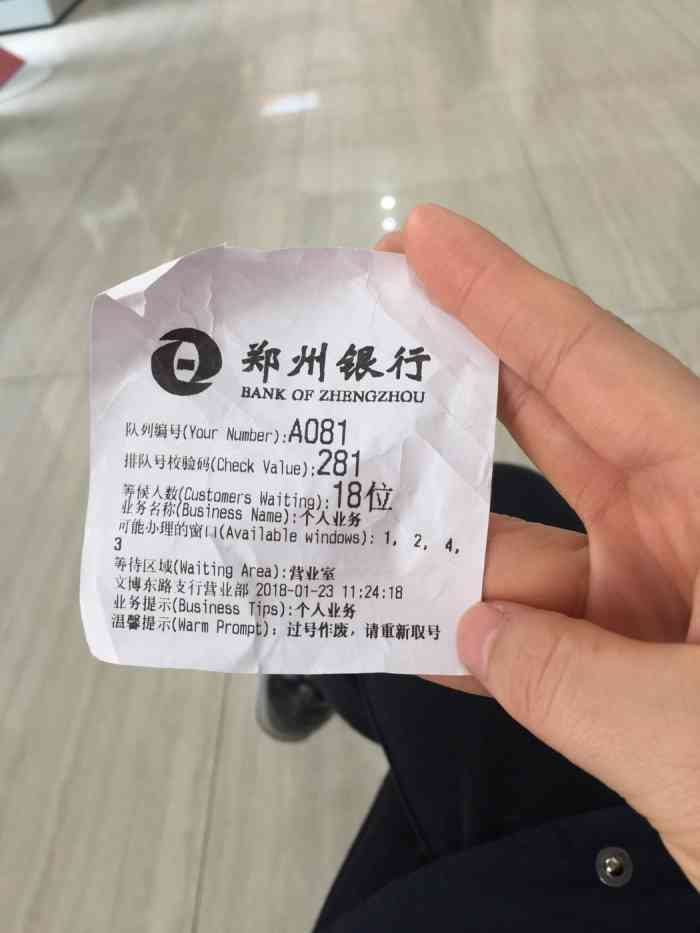 郑州银行
BANK OF ZHENGZHOU
队列编号(Your Number):A081
排队号校验码(Check Value):281
等候人数(Customers Waiting):18位
业务名称(Business Name):个人业务
可能办理的窗口(Available windows): 1, 2, 4,
3
等待区域(Waiting Area):营业室
文博东路支行营业部 2018-01-23 11:24:18
业务提示(Business Tips):个人业务
温馨提示(Warm Prompt): 过号作废，请重新取号